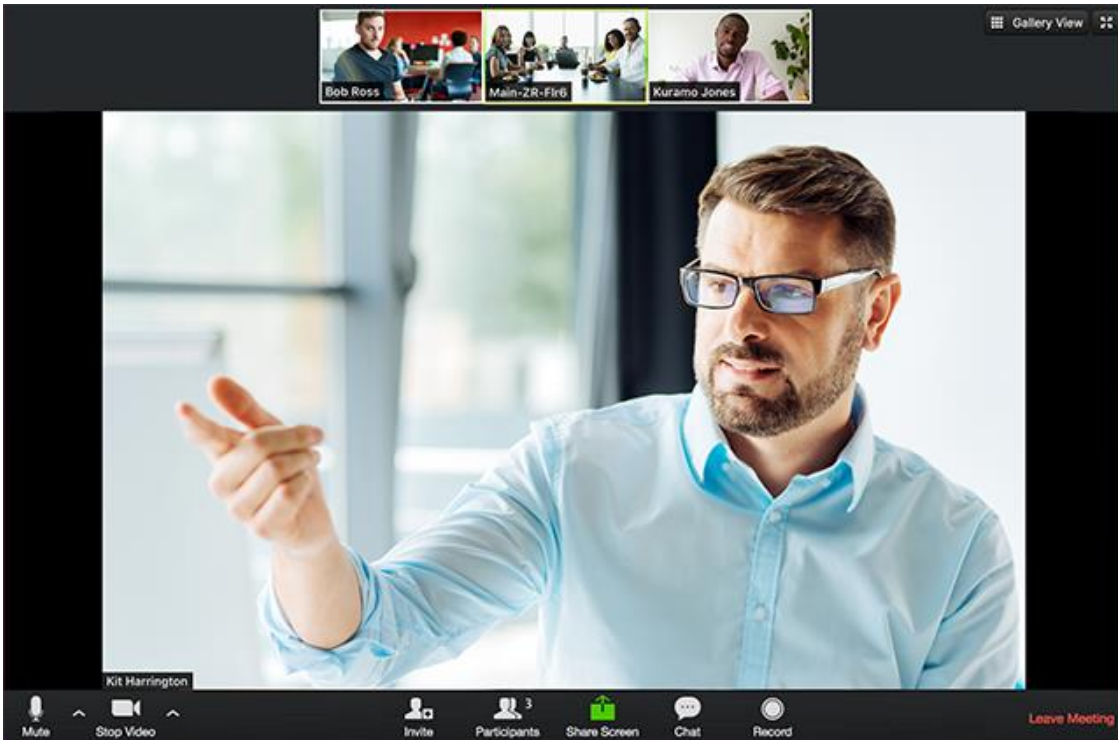 Gallery View
Bob Ross
Main-ZR-Flr6
Kuramo Jones
Kit Harrington
Mute
Stop Video
Invite
Participants
3
Share Screen
Chat
Record
Leave Meeting